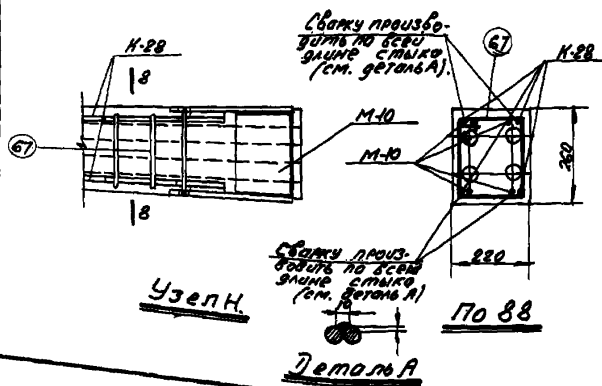 К-28
8
67
8
М-10
М-10
Узел Н.
Сварку произво-
дить по всей
длине стыка
(см. деталь А).
67
К-28
260
220
По 88
Сварку произ-
водить по всей
длине стыка
(см. деталь А)
10
Деталь А